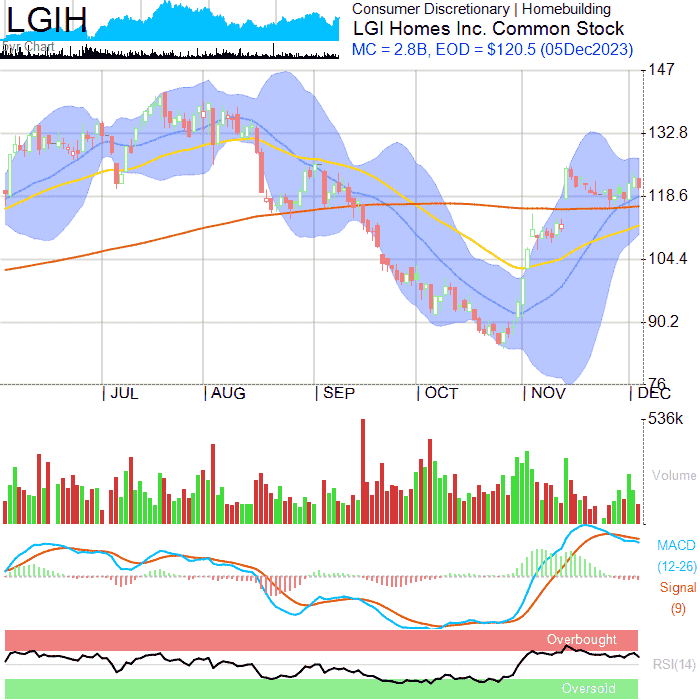 LGIH
Consumer Discretionary | Homebuilding
LGI Homes Inc. Common Stock
MC = 2.8B, EOD = $120.5 (05Dec2023)
Chart
147
132.8
118.6
104.4
90.2
76
JUL
AUG
SEP
OCT
NOV
DEC
536k
Volume
MACD
(12-26)
Signal
(9)
Overbought
RSI(14)
Oversold